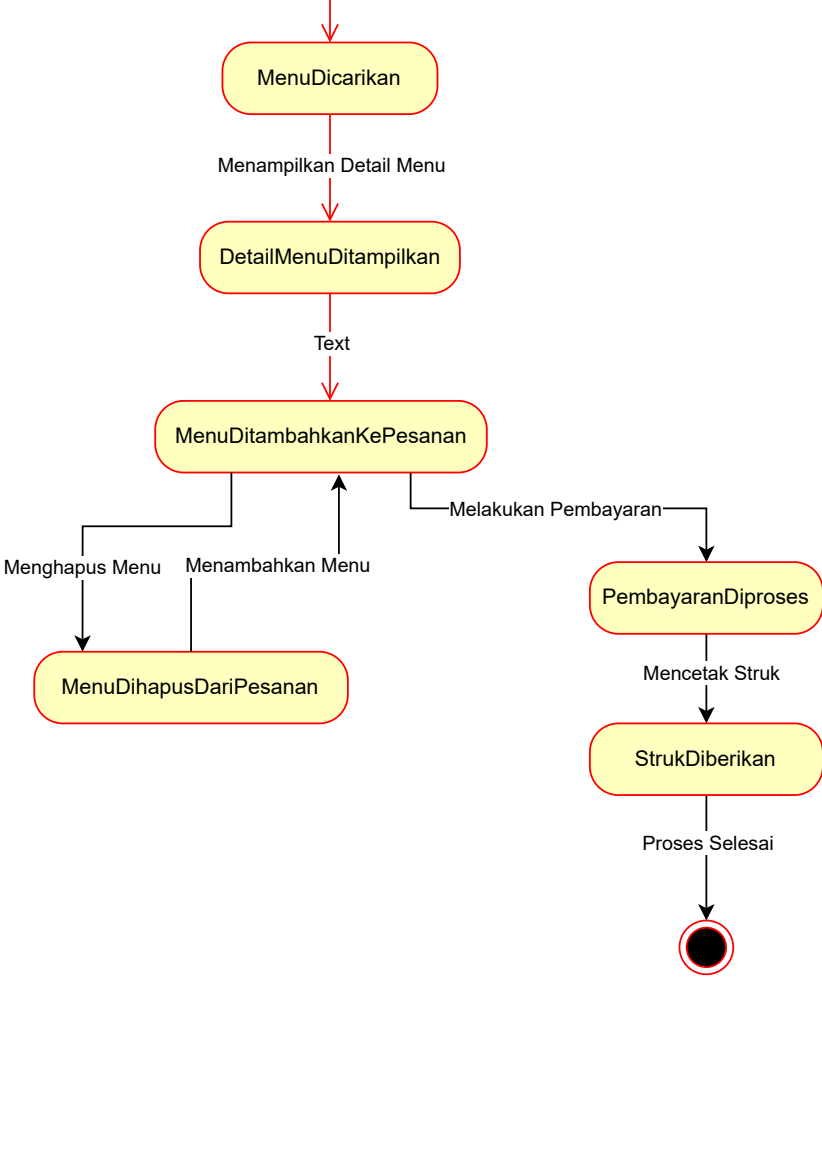 MenuDicarikan
Menampilkan Detail Menu
DetailMenuDitampilkan
Text
MenuDitambahkanKePesanan
Melakukan Pembayaran
Menghapus Menu
Menambahkan Menu
PembayaranDiproses
Mencetak Struk
MenuDihapusDariPesanan
StrukDiberikan
Proses Selesai